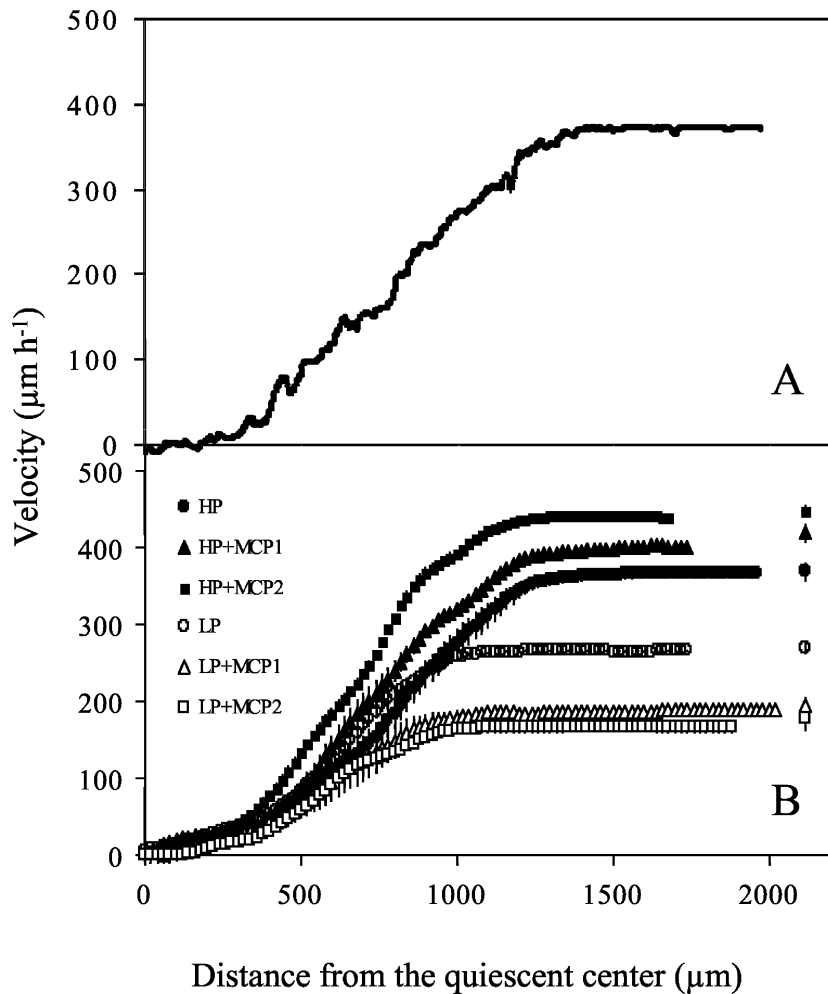 500
400
300
200
100
0
A
Velocity (µm h-1)
500
400
300
200
100
0
HP
HP+MCP1
HP+MCP2
LP
LP+MCP1
LP+MCP2
B
0 500 1000 1500 2000
Distance from the quiescent center (µm)